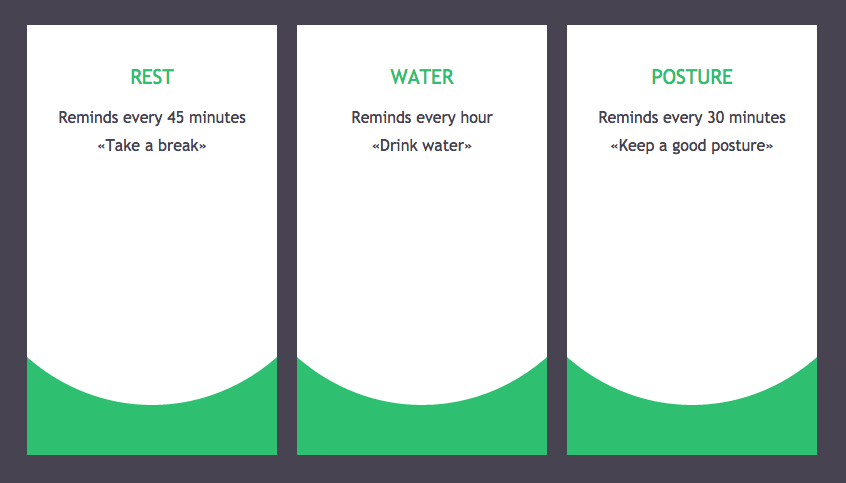 REST
Reminds every 45 minutes
«Take a break»
WATER
Reminds every hour
«Drink water»
POSTURE
Reminds every 30 minutes
«Keep a good posture»